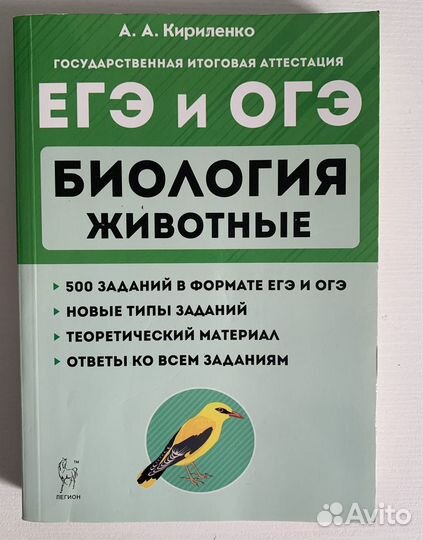 А. А. Кириленко
ГОСУДАРСТВЕННАЯ ИТОГОВАЯ АТТЕСТАЦИЯ
ЕГЭ и ОГЭ
БИОЛОГИЯ
ЖИВОТНЫЕ
500 ЗАДАНИЙ В ФОРМАТЕ ЕГЭ И ОГЭ
НОВЫЕ ТИПЫ ЗАДАНИЙ
ТЕОРЕТИЧЕСКИЙ МАТЕРИАЛ
ОТВЕТЫ КО ВСЕМ ЗАДАНИЯМ
TM
ЛЕГИОН
Avito